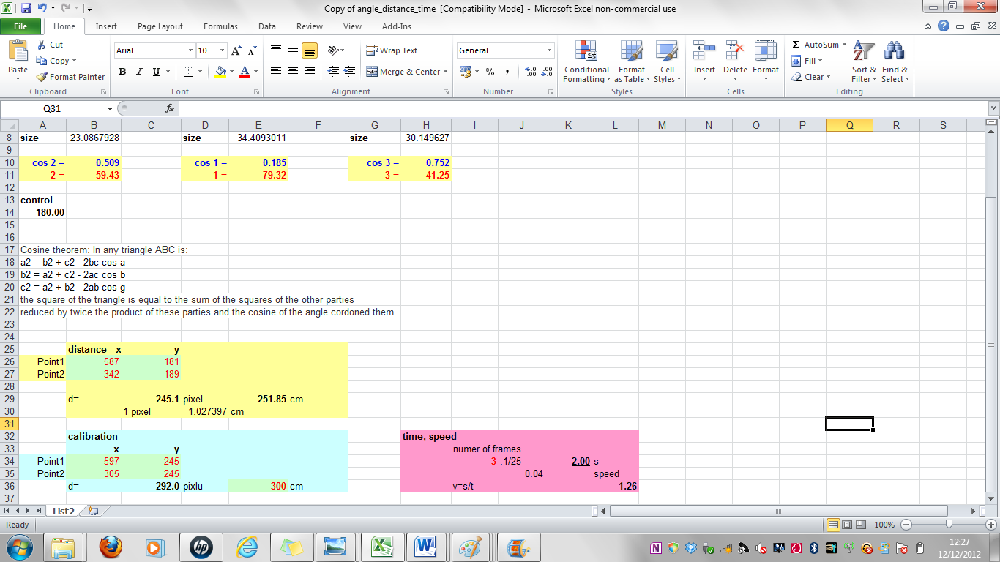 Copy of angle_distance_time [Compatibility Mode] - Microsoft Excel non-commercial use
File Home Insert Page Layout Formulas Data Review View Add-Ins
Paste Cut Copy Format Painter
Clipboard
Arial 10
B I U
Font
Wrap Text
Merge & Center
Alignment
General
% , .00
Number
Conditional Formatting Format as Table Cell Styles
Styles
Insert Delete Format
Cells
Σ AutoSum Fill Clear Sort & Filter Find & Select
Editing
Q31 fx
A B C D E F G H I J K L M N O P Q R S
8 size 23.0867928 size 34.4093011 size 30.149627
9
10 cos 2 = 0.509 cos 1 = 0.185 cos 3 = 0.752
11 2 = 59.43 1 = 79.32 3 = 41.25
12
13 control
14 180.00
15
16
17 Cosine theorem: In any triangle ABC is:
18 a2 = b2 + c2 - 2bc cos a
19 b2 = a2 + c2 - 2ac cos b
20 c2 = a2 + b2 - 2ab cos g
21 the square of the triangle is equal to the sum of the squares of the other parties
22 reduced by twice the product of these parties and the cosine of the angle cordoned them.
23
24
25 distance x y
26 Point1 587 181
27 Point2 342 189
28
29 d= 245.1 pixel 251.85 cm
30 1 pixel 1.027397 cm
31
32 calibration time, speed
33 x y numer of frames
34 Point1 597 245 3 .1/25 2.00 s
35 Point2 305 245 0.04 speed
36 d= 292.0 pixlu 300 cm v=s/t 1.26
37
List2
Ready 100%
12:27
12/12/2012